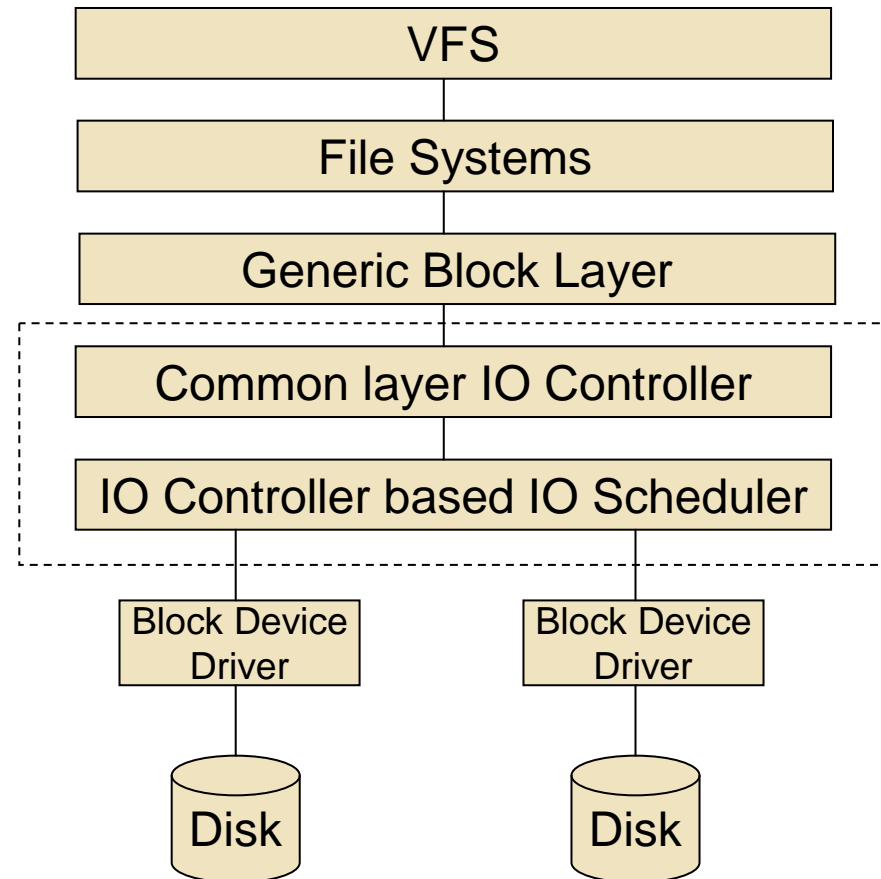 VFS
File Systems
Generic Block Layer
Common layer IO Controller
IO Controller based IO Scheduler
Block Device
Driver
Block Device
Driver
Disk
Disk